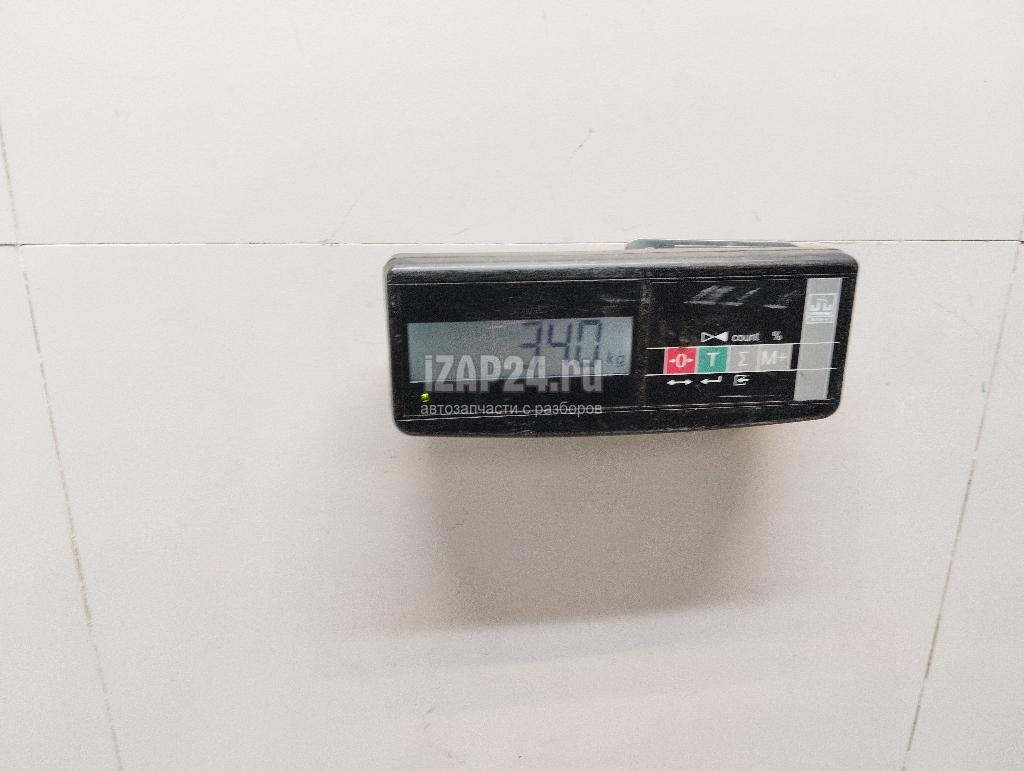 count %
340 kg
→0← T Σ M+
iZAP24.ru
автозапчасти с разборов